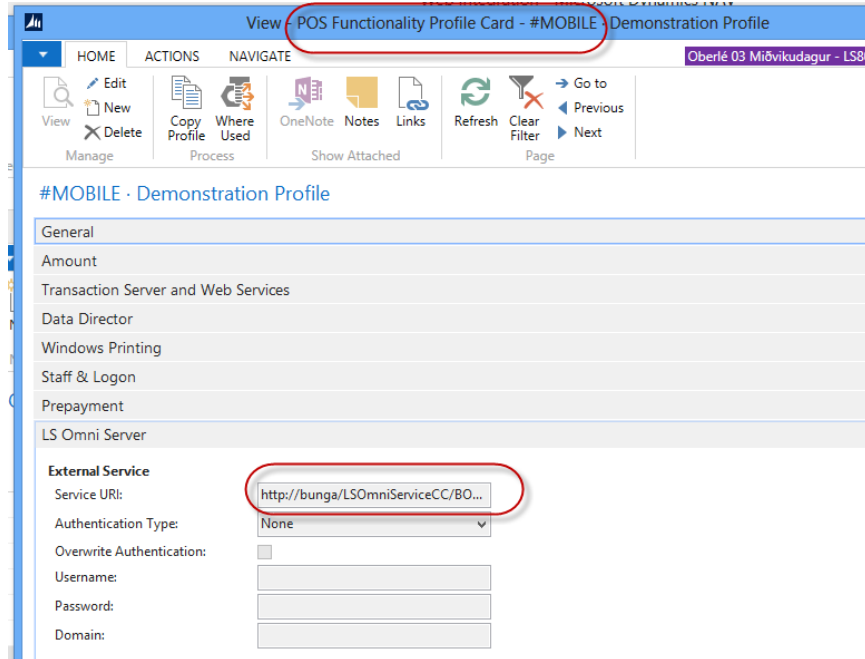 View - POS Functionality Profile Card - #MOBILE - Demonstration Profile
HOME ACTIONS NAVIGATE
Oberlé 03 Miðvikudagur - LS80
View
Edit
New
Delete
Manage
Copy Profile
Where Used
Process
OneNote
Notes
Links
Show Attached
Refresh
Clear Filter
Go to
Previous
Next
Page
#MOBILE · Demonstration Profile
General
Amount
Transaction Server and Web Services
Data Director
Windows Printing
Staff & Logon
Prepayment
LS Omni Server
External Service
Service URI: http://bunga/LSOmniServiceCC/BO...
Authentication Type: None
Overwrite Authentication:
Username:
Password:
Domain: